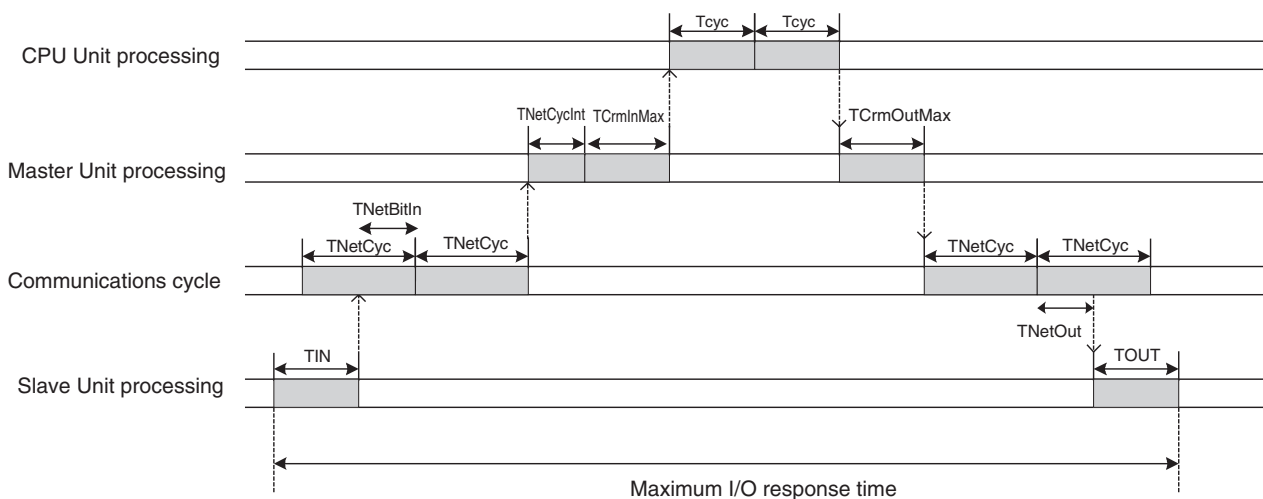 Tcyc Tcyc
CPU Unit processing
TNetCycInt TCrmInMax TCrmOutMax
Master Unit processing
TNetBitIn
TNetCyc TNetCyc TNetCyc TNetCyc
Communications cycle
TNetOut
TIN TOUT
Slave Unit processing
Maximum I/O response time